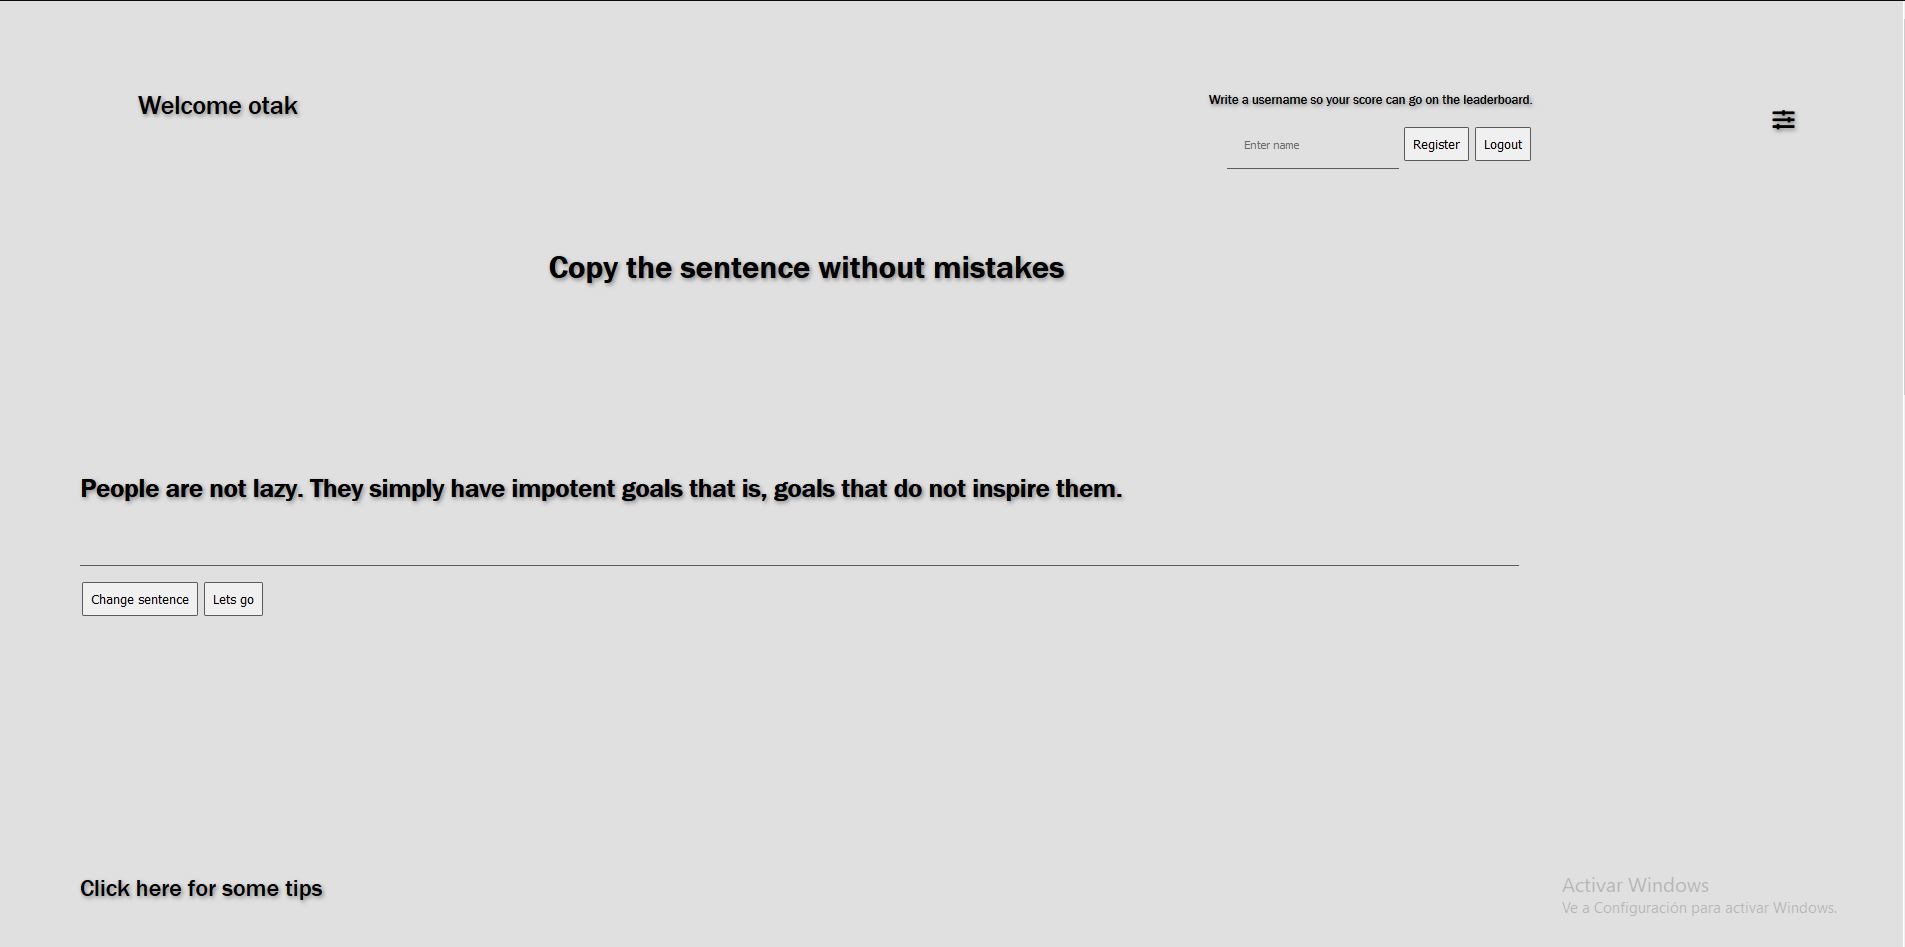 Welcome otak
Write a username so your score can go on the leaderboard.
Enter name
Register
Logout
Copy the sentence without mistakes
People are not lazy. They simply have impotent goals that is, goals that do not inspire them.
Change sentence
Lets go
Click here for some tips
Activar Windows
Ve a Configuración para activar Windows.